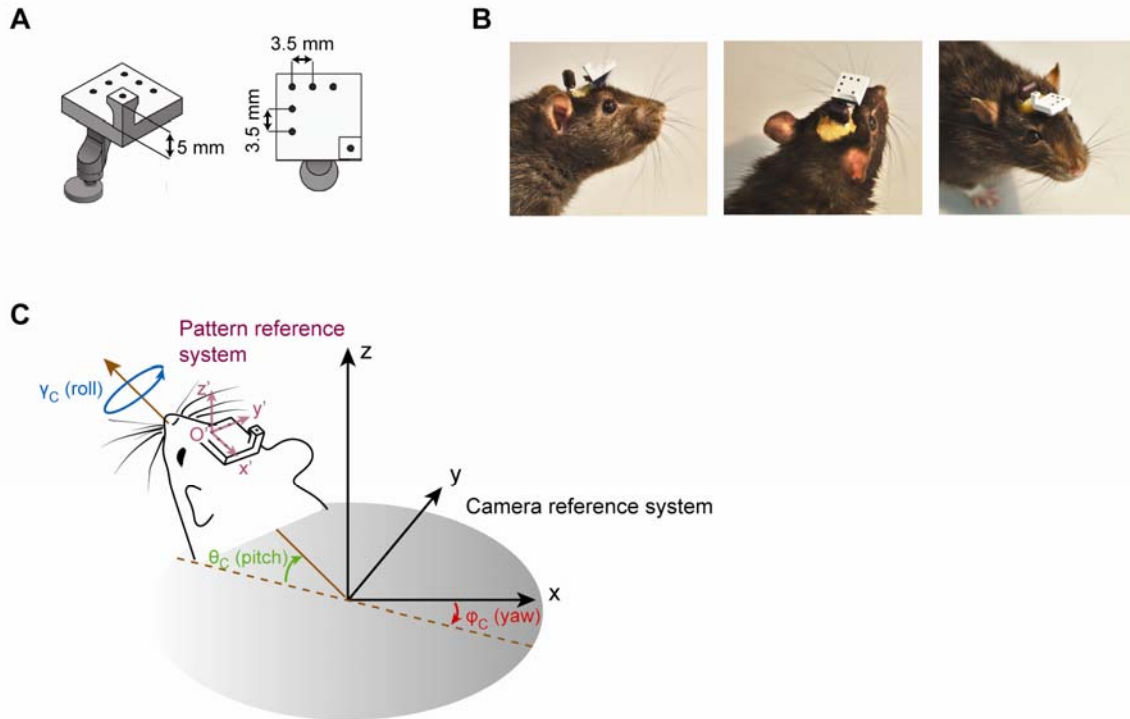 A
3.5 mm
3.5 mm
5 mm
B
C
Pattern reference
system
γC (roll)
z'
y'
O'
x'
z
y
Camera reference system
θC (pitch)
x
φC (yaw)